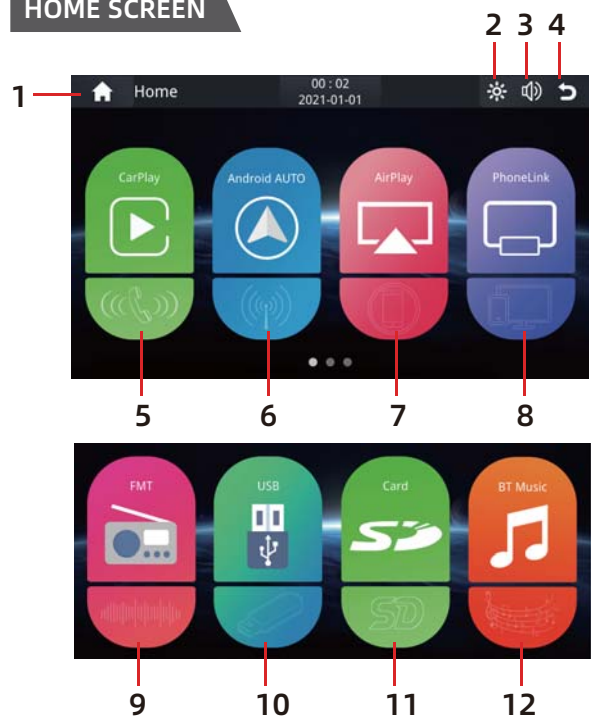 HOME SCREEN
2 3 4
1
Home
00 : 02
2021-01-01
CarPlay
Android AUTO
AirPlay
PhoneLink
5 6 7 8
FMT
USB
Card
BT Music
SD
SD
9 10 11 12